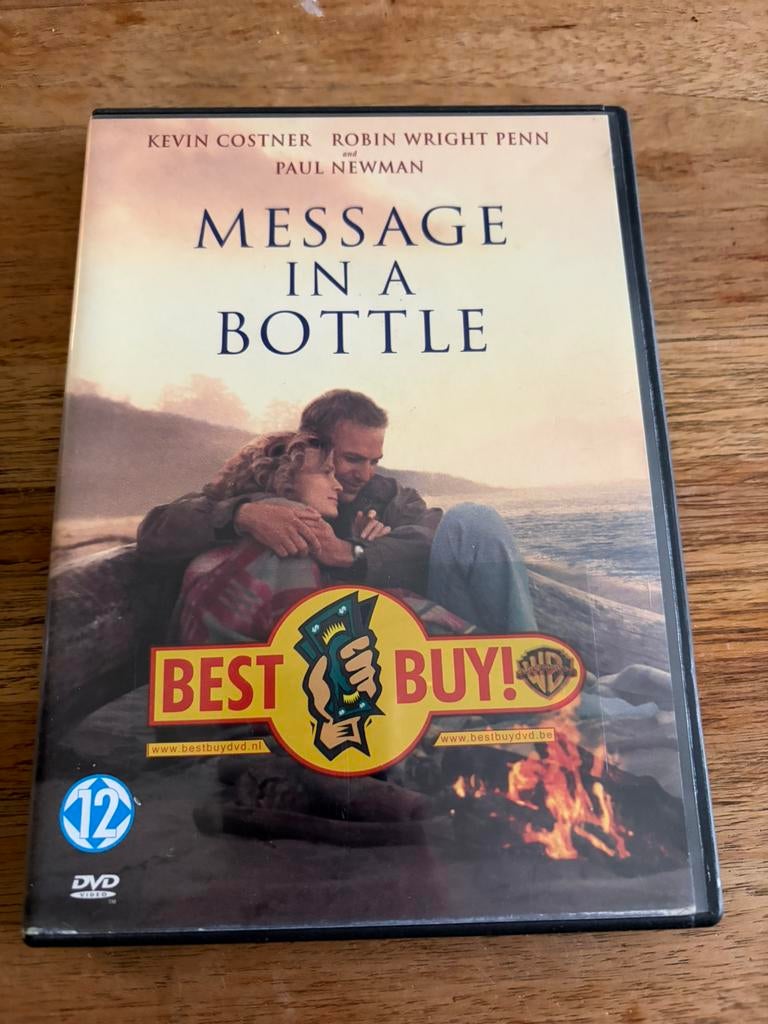 KEVIN COSTNER ROBIN WRIGHT PENN
and
PAUL NEWMAN
MESSAGE
IN A
BOTTLE
BEST BUY! WB
www.bestbuydvd.nl www.bestbuydvd.be
12
DVD
VIDEO
TM